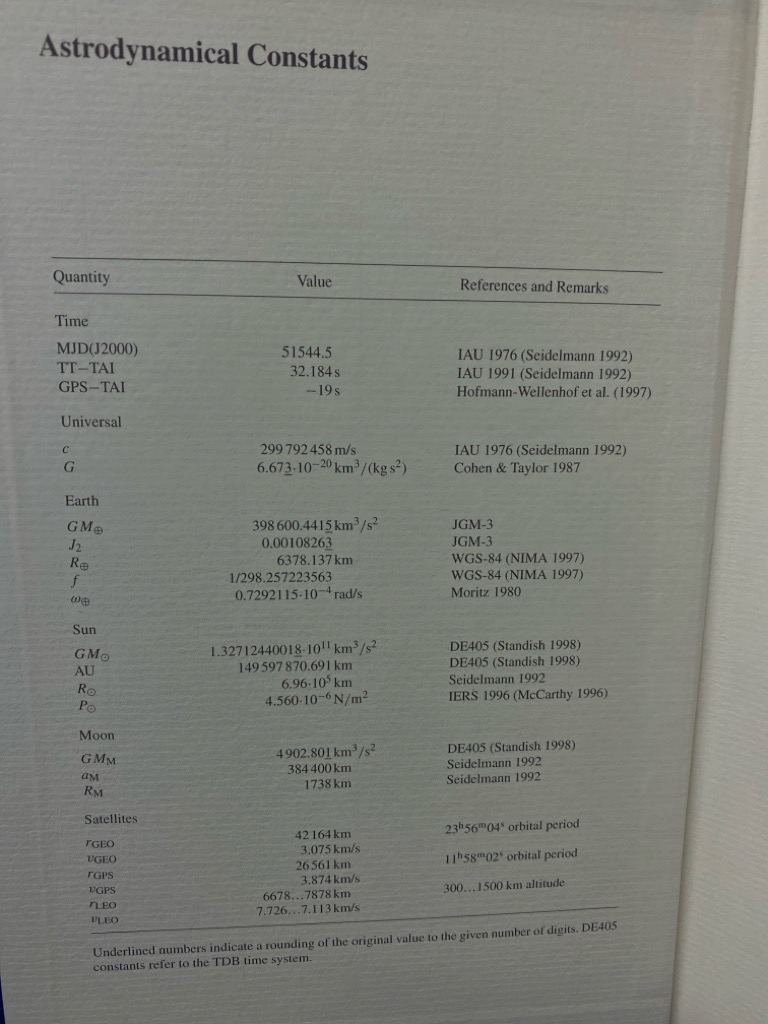 Astrodynamical Constants
Quantity Value References and Remarks
Time
MJD(J2000) 51544.5 IAU 1976 (Seidelmann 1992)
TT−TAI 32.184 s IAU 1991 (Seidelmann 1992)
GPS−TAI −19 s Hofmann-Wellenhof et al. (1997)
Universal
c 299 792 458 m/s IAU 1976 (Seidelmann 1992)
G 6.673·10⁻²⁰ km³/(kg s²) Cohen & Taylor 1987
Earth
GM⊕ 398 600.4415 km³/s² JGM-3
J₂ 0.00108263 JGM-3
R⊕ 6378.137 km WGS-84 (NIMA 1997)
f 1/298.257223563 WGS-84 (NIMA 1997)
ω⊕ 0.7292115·10⁻⁴ rad/s Moritz 1980
Sun
GM⊙ 1.32712440018·10¹¹ km³/s² DE405 (Standish 1998)
AU 149 597 870.691 km DE405 (Standish 1998)
R⊙ 6.96·10⁵ km Seidelmann 1992
P⊙ 4.560·10⁻⁶ N/m² IERS 1996 (McCarthy 1996)
Moon
GM_M 4 902.801 km³/s² DE405 (Standish 1998)
a_M 384 400 km Seidelmann 1992
R_M 1738 km Seidelmann 1992
Satellites
r_GEO 42 164 km 23ʰ56ᵐ04ˢ orbital period
v_GEO 3.075 km/s
r_GPS 26 561 km 11ʰ58ᵐ02ˢ orbital period
v_GPS 3.874 km/s
r_LEO 6678...7878 km 300...1500 km altitude
v_LEO 7.726...7.113 km/s
Underlined numbers indicate a rounding of the original value to the given number of digits. DE405
constants refer to the TDB time system.